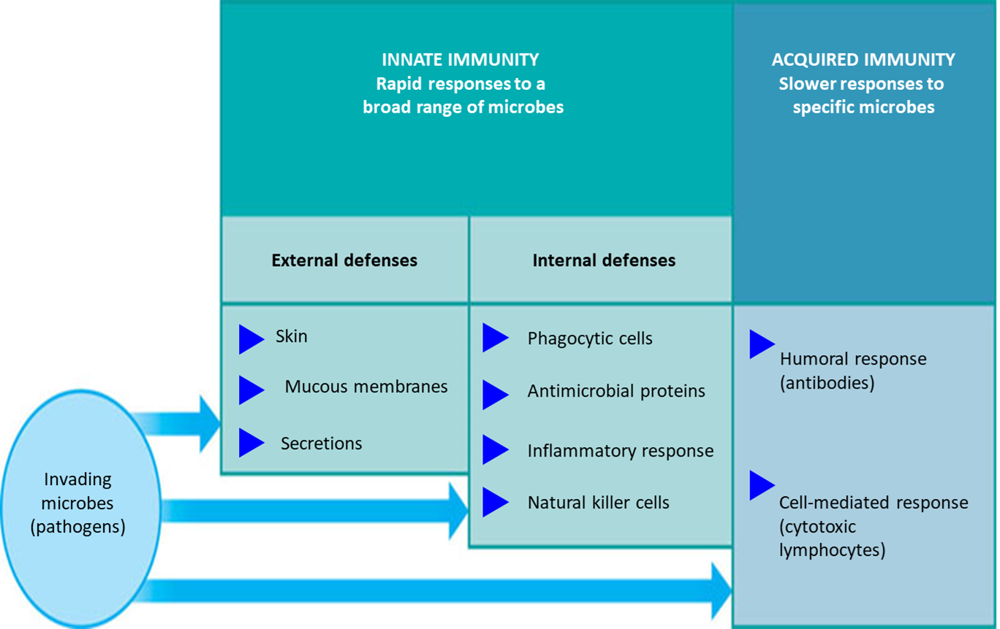 INNATE IMMUNITY
Rapid responses to a
broad range of microbes
ACQUIRED IMMUNITY
Slower responses to
specific microbes
External defenses
Internal defenses
Skin
Mucous membranes
Secretions
Phagocytic cells
Antimicrobial proteins
Inflammatory response
Natural killer cells
Humoral response
(antibodies)
Cell-mediated response
(cytotoxic
lymphocytes)
Invading
microbes
(pathogens)